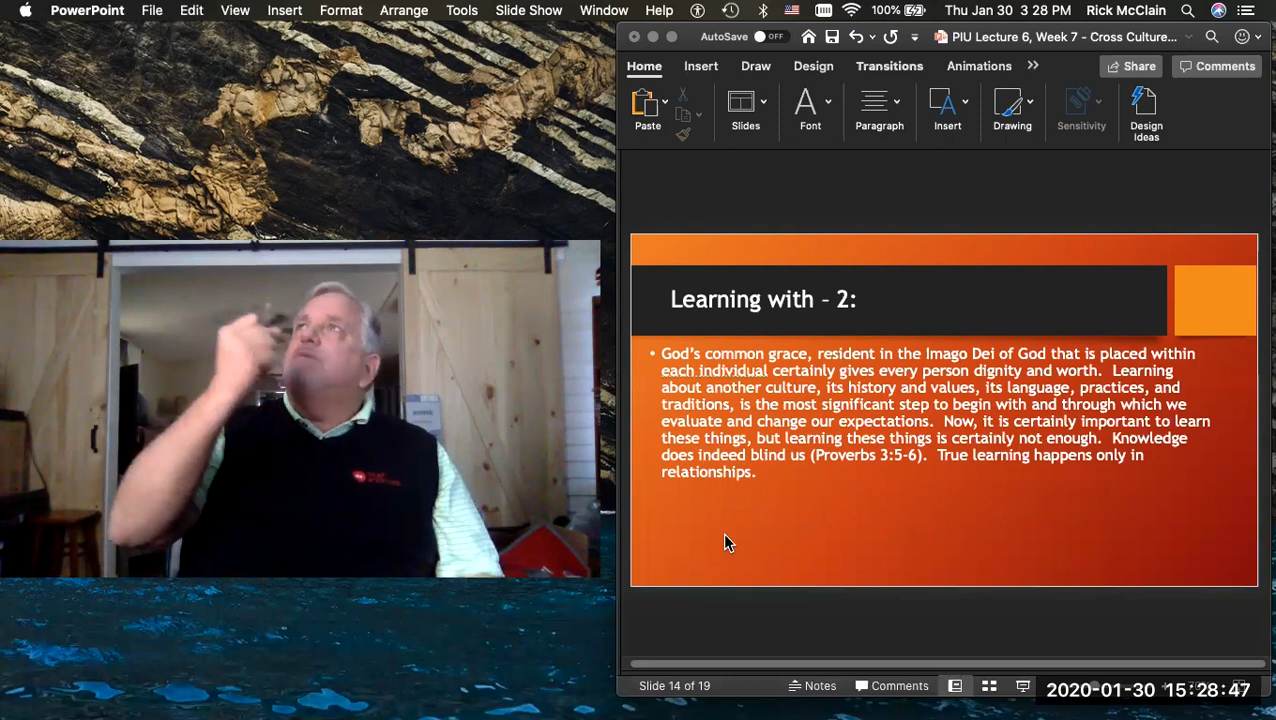 PowerPoint File Edit View Insert Format Arrange Tools Slide Show Window Help 100% Thu Jan 30 3:28 PM Rick McClain
AutoSave OFF PIU Lecture 6, Week 7 - Cross Culture...
Home Insert Draw Design Transitions Animations Share Comments
Paste Slides Font Paragraph Insert Drawing Sensitivity Design
Ideas
Learning with – 2:
• God's common grace, resident in the Imago Dei of God that is placed within
each individual certainly gives every person dignity and worth. Learning
about another culture, its history and values, its language, practices, and
traditions, is the most significant step to begin with and through which we
evaluate and change our expectations. Now, it is certainly important to learn
these things, but learning these things is certainly not enough. Knowledge
does indeed blind us (Proverbs 3:5-6). True learning happens only in
relationships.
Slide 14 of 19 Notes Comments
2020-01-30 15:28:47